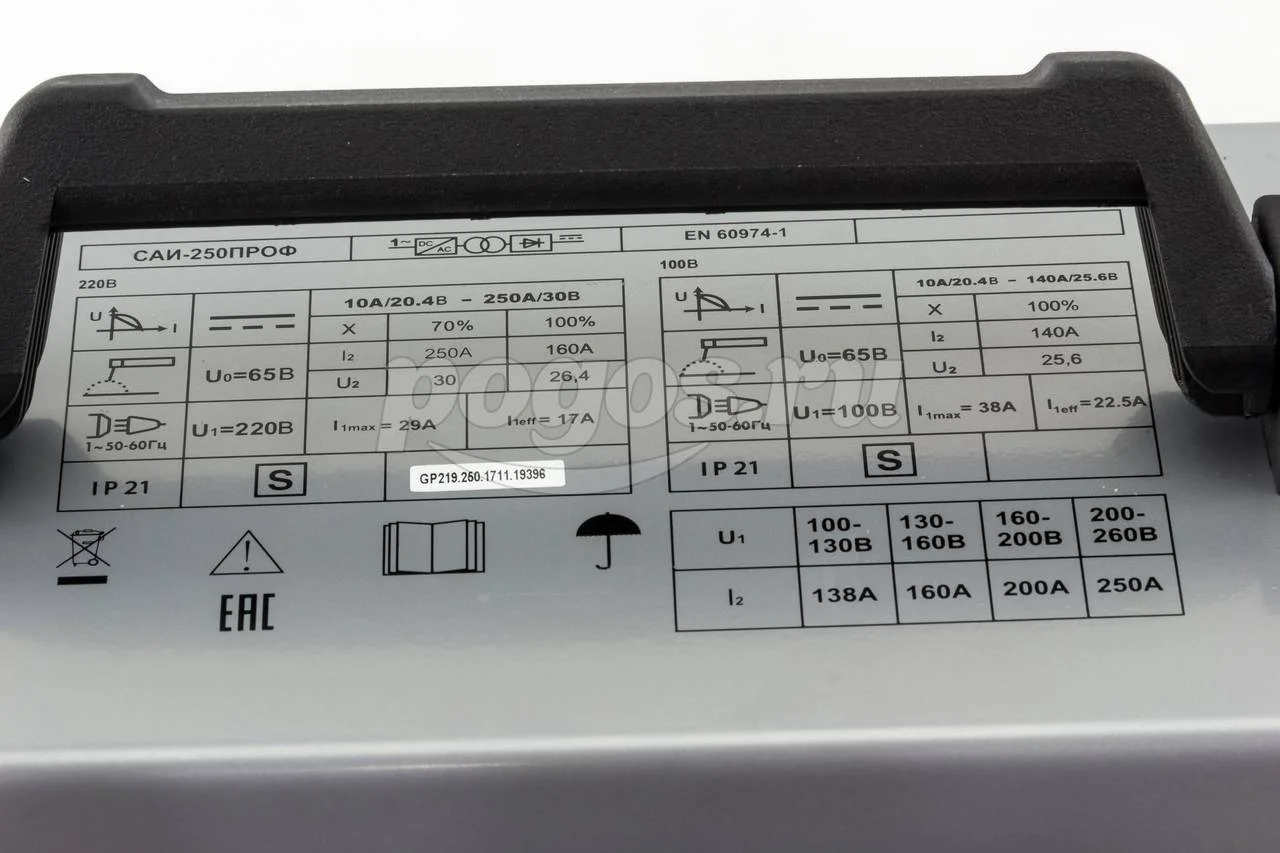 САИ-250ПРОФ 1~ DC/AC EN 60974-1
220В
U I 10А/20.4В – 250А/30В
X 70% 100%
I₂ 250А 160А
U₀=65В U₂ 30 26,4
1~50-60Гц U₁=220В I₁max = 29А I₁eff = 17А
IP 21 S GP219.250.1711.19396
100В
U I 10А/20.4В – 140А/25.6В
X 100%
I₂ 140А
U₀=65В U₂ 25,6
1~50-60Гц U₁=100В I₁max = 38А I₁eff = 22.5А
IP 21 S
EAC
U₁ 100-130В 130-160В 160-200В 200-260В
I₂ 138А 160А 200А 250А
pogos.ru